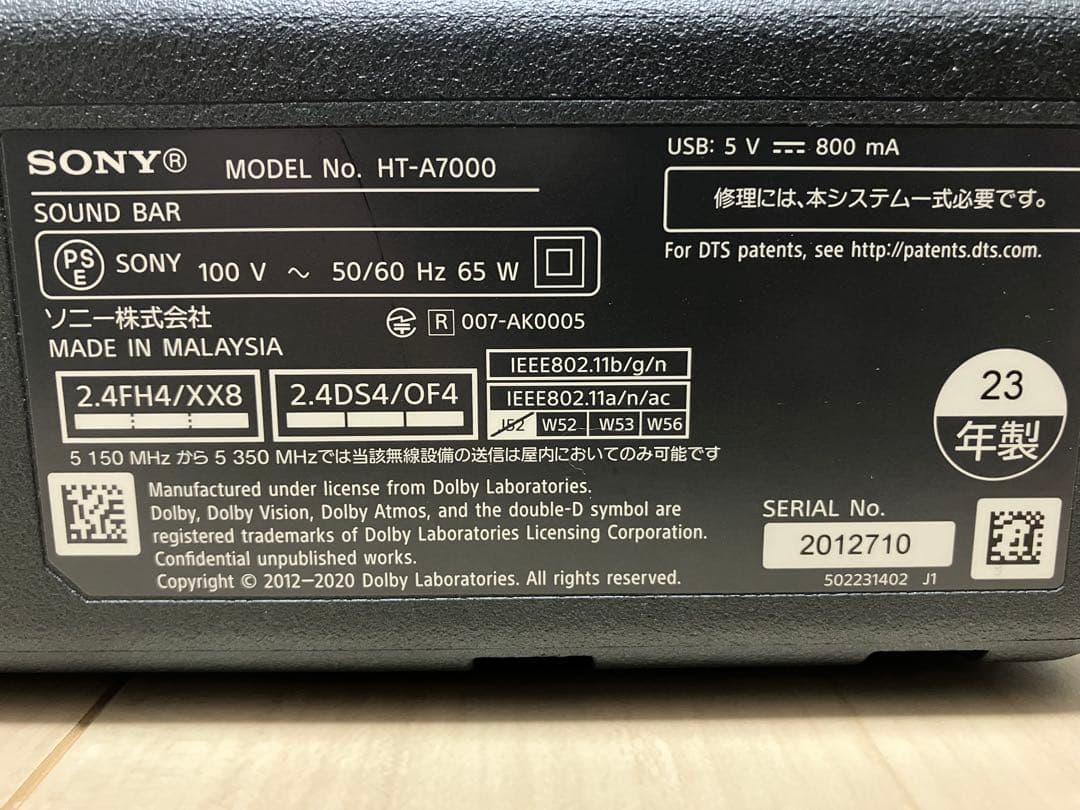 SONY® MODEL No. HT-A7000
SOUND BAR
PSE SONY 100 V ～ 50/60 Hz 65 W
ソニー株式会社
R 007-AK0005
MADE IN MALAYSIA
2.4FH4/XX8
2.4DS4/OF4
IEEE802.11b/g/n
IEEE802.11a/n/ac
J52 W52 W53 W56
5 150 MHz から 5 350 MHzでは当該無線設備の送信は屋内においてのみ可能です
Manufactured under license from Dolby Laboratories.
Dolby, Dolby Vision, Dolby Atmos, and the double-D symbol are
registered trademarks of Dolby Laboratories Licensing Corporation.
Confidential unpublished works.
Copyright © 2012—2020 Dolby Laboratories. All rights reserved.
USB: 5 V ⎓ 800 mA
修理には、本システム一式必要です。
For DTS patents, see http://patents.dts.com.
23
年製
SERIAL No.
2012710
502231402 J1